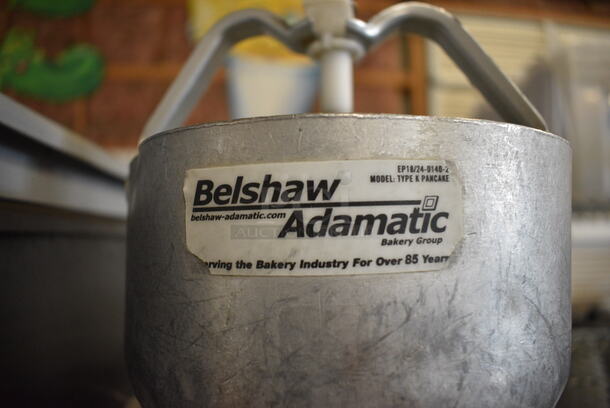 EP18/24-0140-2
MODEL: TYPE K PANCAKE
Belshaw
belshaw-adamatic.com
Adamatic
Bakery Group
erving the Bakery Industry For Over 85 Years